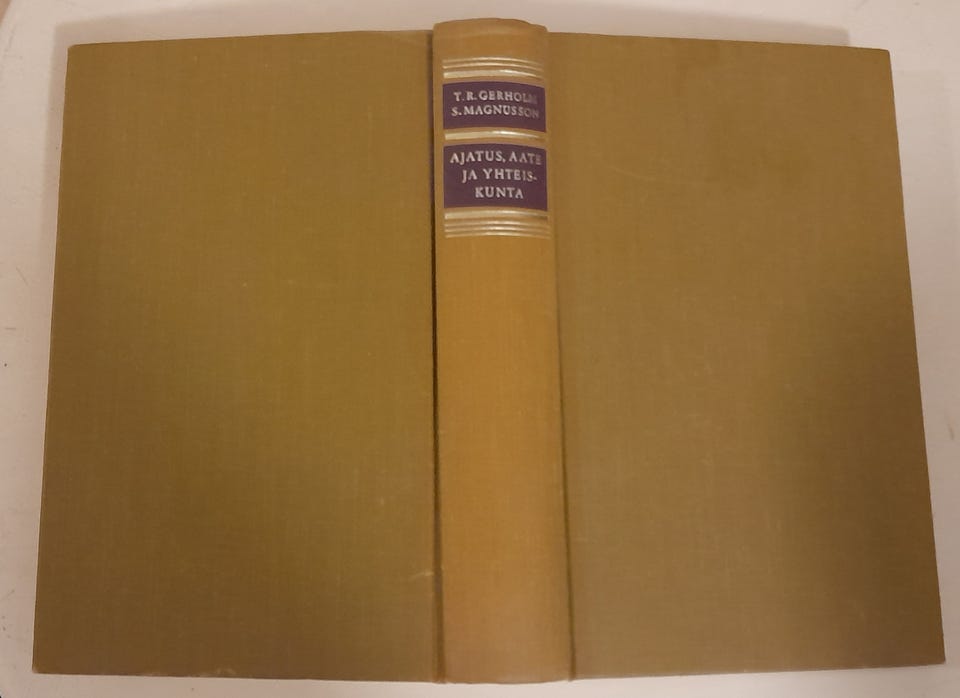 T. R. GERHOLM
S. MAGNUSSON
AJATUS, AATE
JA YHTEIS-
KUNTA